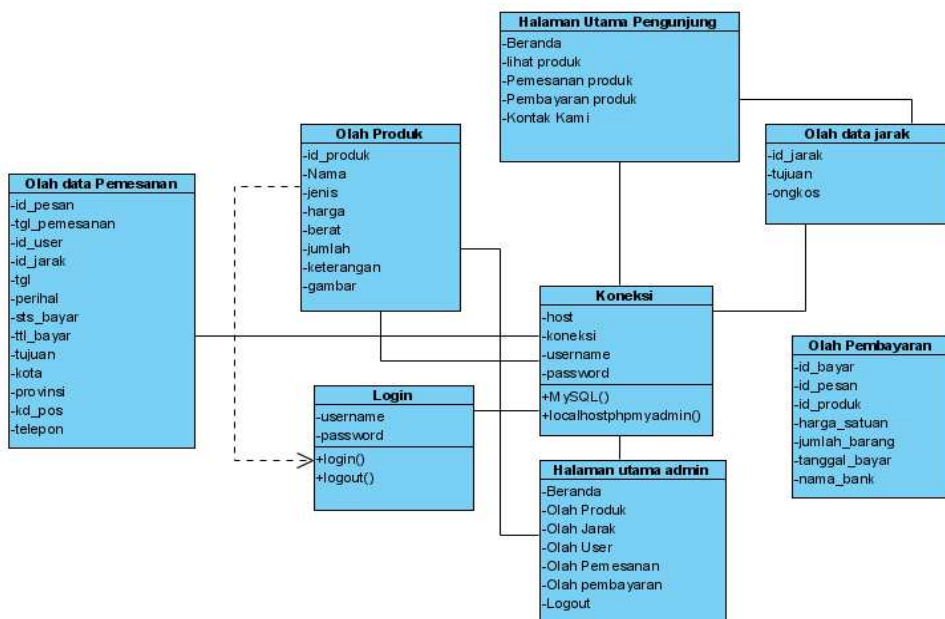 Halaman Utama Pengunjung
-Beranda
-lihat produk
-Pemesanan produk
-Pembayaran produk
-Kontak Kami
Olah Produk
-id_produk
-Nama
-jenis
-harga
-berat
-jumlah
-keterangan
-gambar
Olah data jarak
-id_jarak
-tujuan
-ongkos
Olah data Pemesanan
-id_pesan
-tgl_pemesanan
-id_user
-id_jarak
-tgl
-perihal
-sts_bayar
-ttl_bayar
-tujuan
-kota
-provinsi
-kd_pos
-telepon
Koneksi
-host
-koneksi
-username
-password
+MySQL()
+localhostphpmyadmin()
Olah Pembayaran
-id_bayar
-id_pesan
-id_produk
-harga_satuan
-jumlah_barang
-tanggal_bayar
-nama_bank
Login
-username
-password
+login()
+logout()
Halaman utama admin
-Beranda
-Olah Produk
-Olah Jarak
-Olah User
-Olah Pemesanan
-Olah pembayaran
-Logout